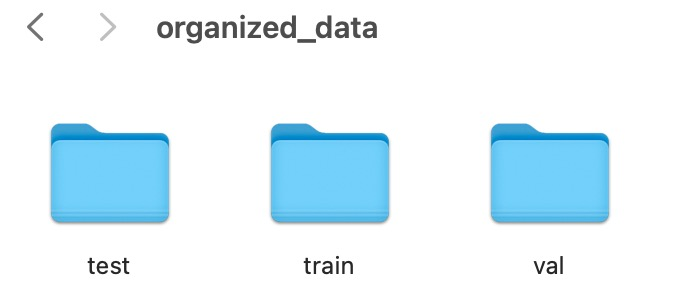 organized_data
test
train
val